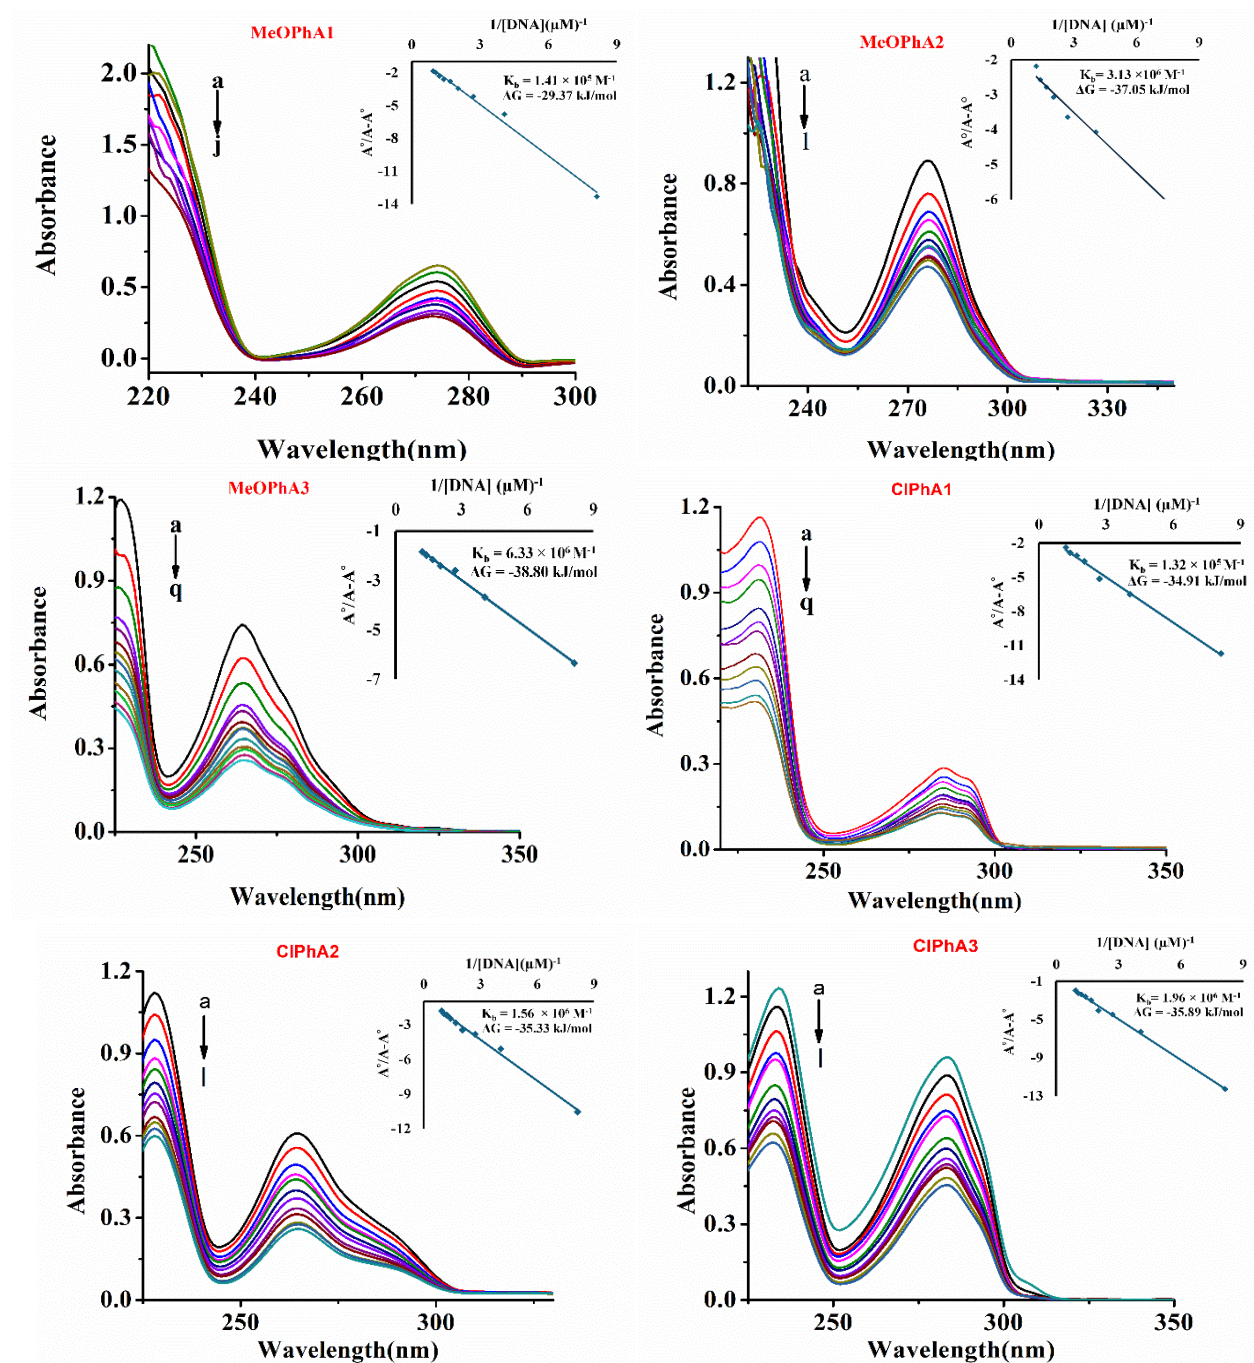 MeOPhA1
1/[DNA](μM)⁻¹
0 3 6 9
-2
-5
-8
-11
-14
A°/A-A°
K_b = 1.41 × 10⁵ M⁻¹
ΔG = -29.37 kJ/mol
a
j
2.0
1.5
1.0
0.5
0.0
Absorbance
220 240 260 280 300
Wavelength(nm)
MeOPhA2
1/[DNA] (μM)⁻¹
0 3 6 9
-2
-3
-4
-5
-6
A°/A-A°
K_b= 3.13 ×10⁶ M⁻¹
ΔG = -37.05 kJ/mol
a
l
1.2
0.8
0.4
0.0
Absorbance
240 270 300 330
Wavelength(nm)
MeOPhA3
1/[DNA] (μM)⁻¹
0 3 6 9
-1
-3
-5
-7
A°/A-A°
K_b = 6.33 × 10⁶ M⁻¹
ΔG = -38.80 kJ/mol
a
q
1.2
0.9
0.6
0.3
0.0
Absorbance
250 300 350
Wavelength(nm)
ClPhA1
1/[DNA] (μM)⁻¹
0 3 6 9
-2
-5
-8
-11
-14
A°/A-A°
K_b = 1.32 × 10⁵ M⁻¹
ΔG = -34.91 kJ/mol
a
q
1.2
0.9
0.6
0.3
0.0
Absorbance
250 300 350
Wavelength(nm)
ClPhA2
1/[DNA](μM)⁻¹
0 3 6 9
-3
-6
-9
-12
A°/A-A°
K_b = 1.56 × 10⁶ M⁻¹
ΔG = -35.33 kJ/mol
a
l
1.2
0.9
0.6
0.3
0.0
Absorbance
250 300
Wavelength(nm)
ClPhA3
1/[DNA] (μM)⁻¹
0 3 6 9
-1
-5
-9
-13
A°/A-A°
K_b= 1.96 × 10⁶ M⁻¹
ΔG = -35.89 kJ/mol
a
l
1.2
0.9
0.6
0.3
0.0
Absorbance
250 300 350
Wavelength(nm)